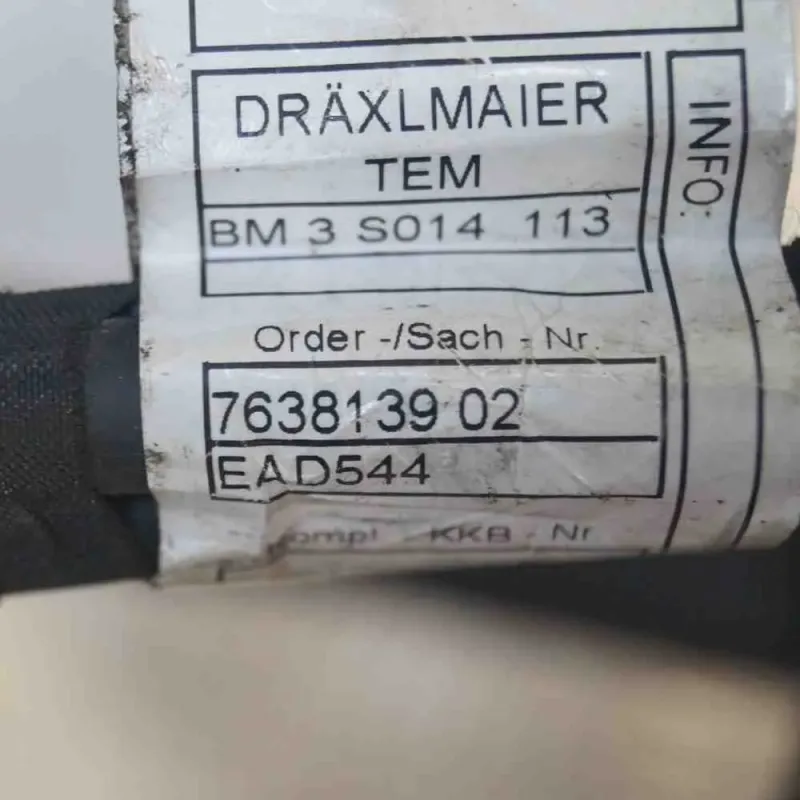 DRÄXLMAIER
TEM
BM 3 S014 113
INFO:
Order -/Sach - Nr.
7638139 02
EAD544
KKB - Nr